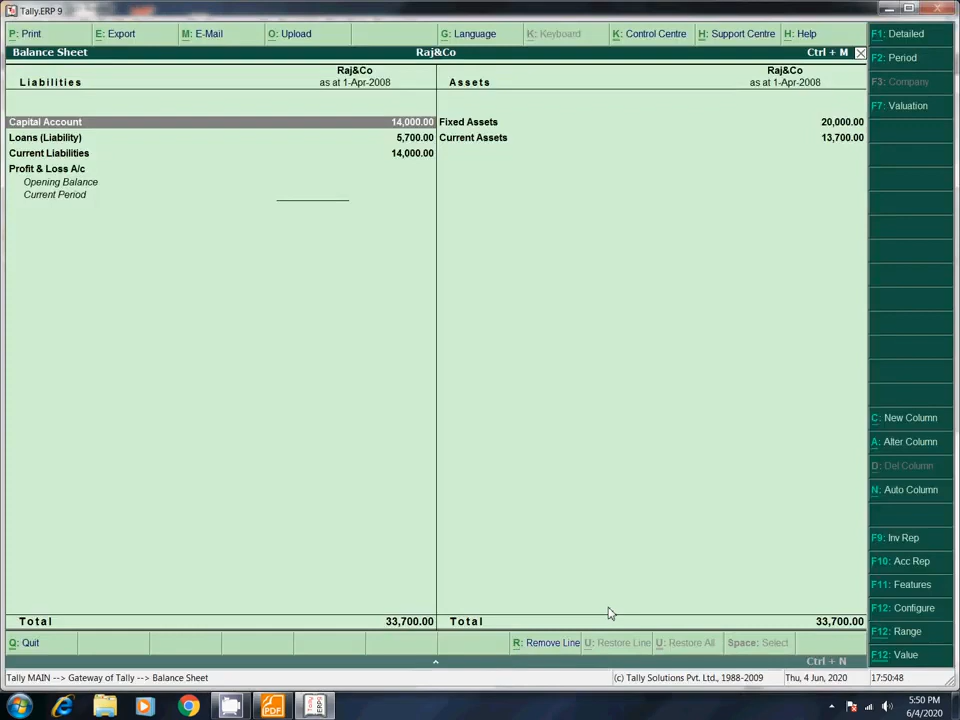 Tally.ERP 9
P: Print E: Export M: E-Mail O: Upload G: Language K: Keyboard K: Control Centre H: Support Centre H: Help
Balance Sheet Raj&Co Ctrl + M
Liabilities
Raj&Co
as at 1-Apr-2008
Assets
Raj&Co
as at 1-Apr-2008
Capital Account 14,000.00
Loans (Liability) 5,700.00
Current Liabilities 14,000.00
Profit & Loss A/c
Opening Balance
Current Period
Fixed Assets 20,000.00
Current Assets 13,700.00
Total 33,700.00
Total 33,700.00
F1: Detailed
F2: Period
F3: Company
F7: Valuation
C: New Column
A: Alter Column
D: Del Column
N: Auto Column
F9: Inv Rep
F10: Acc Rep
F11: Features
F12: Configure
F12: Range
F12: Value
Q: Quit R: Remove Line U: Restore Line U: Restore All Space: Select
Ctrl + N
Tally MAIN --> Gateway of Tally --> Balance Sheet (c) Tally Solutions Pvt. Ltd., 1988-2009 Thu, 4 Jun, 2020 17:50:48
5:50 PM
6/4/2020